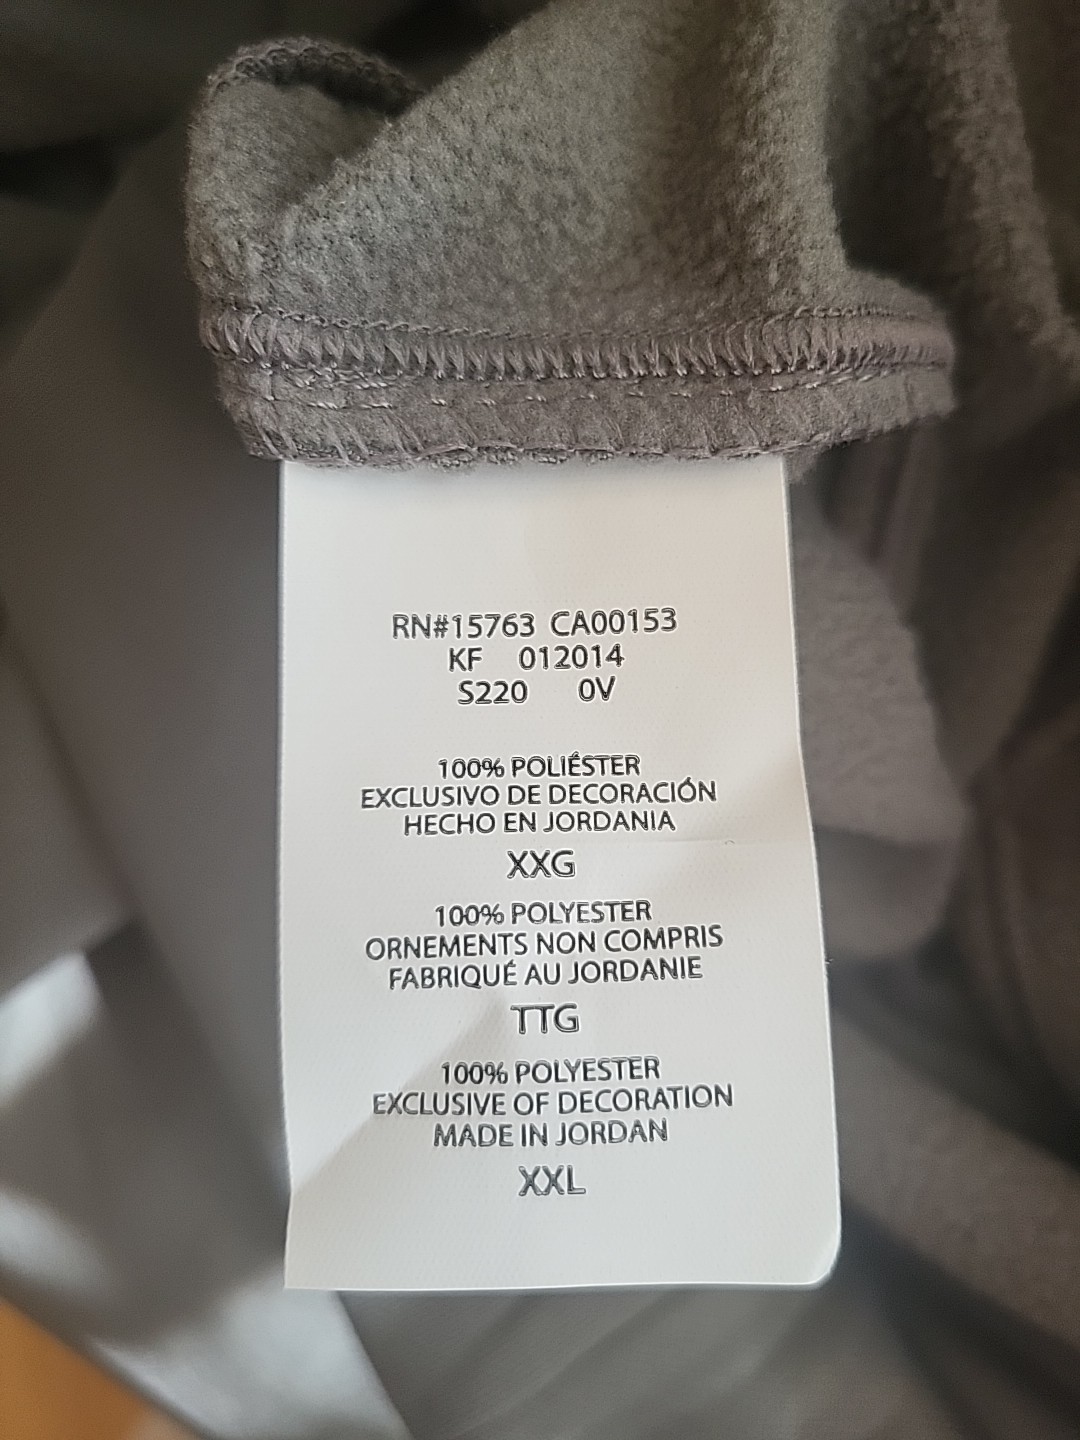 RN#15763 CA00153
KF 012014
S220 0V
100% POLIÉSTER
EXCLUSIVO DE DECORACIÓN
HECHO EN JORDANIA
XXG
100% POLYESTER
ORNEMENTS NON COMPRIS
FABRIQUÉ AU JORDANIE
TTG
100% POLYESTER
EXCLUSIVE OF DECORATION
MADE IN JORDAN
XXL